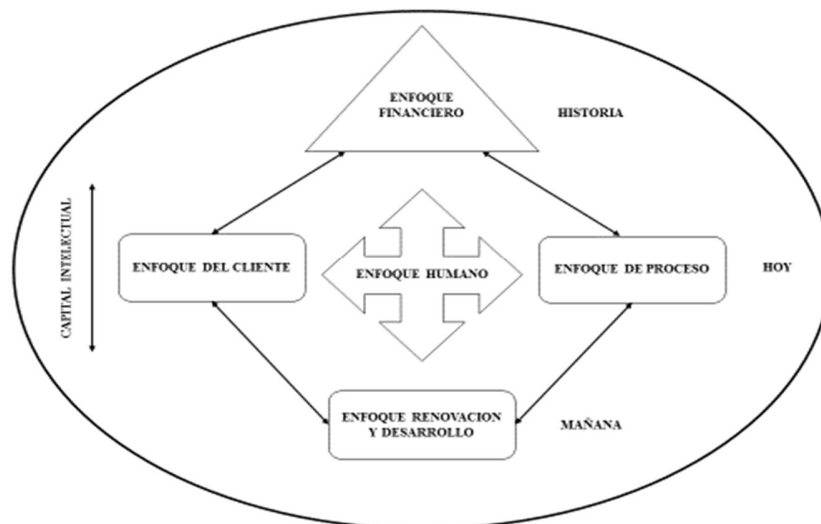 ENFOQUE
FINANCIERO
HISTORIA
CAPITAL INTELECTUAL
ENFOQUE DEL CLIENTE
ENFOQUE HUMANO
ENFOQUE DE PROCESO
HOY
ENFOQUE RENOVACION
Y DESARROLLO
MAÑANA